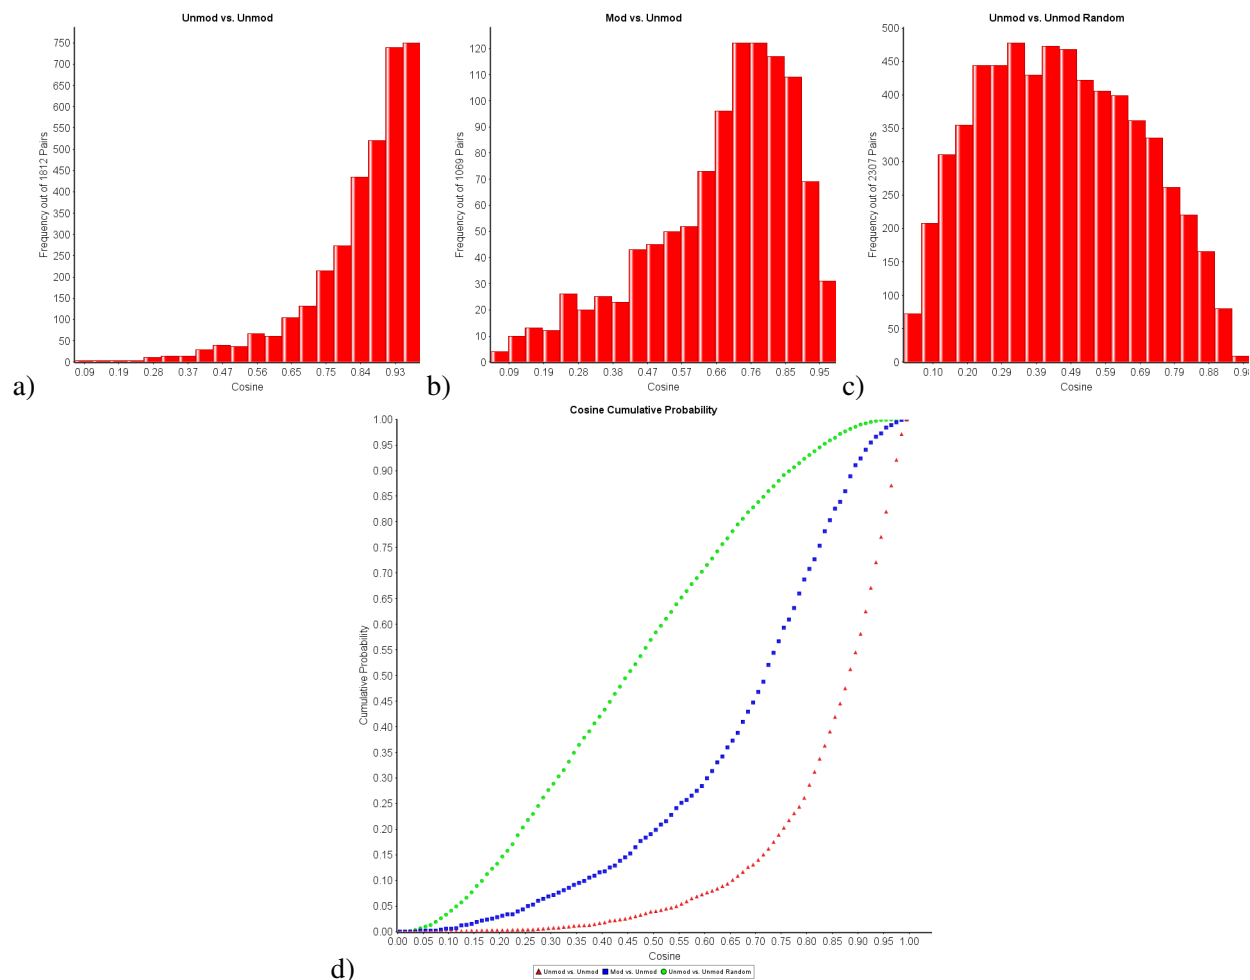 Unmod vs. Unmod
Frequency out of 1812 Pairs
750
700
650
600
550
500
450
400
350
300
250
200
150
100
50
0
0.09 0.19 0.28 0.37 0.47 0.56 0.65 0.75 0.84 0.93
Cosine
a)
Mod vs. Unmod
Frequency out of 1069 Pairs
120
110
100
90
80
70
60
50
40
30
20
10
0
0.09 0.19 0.28 0.38 0.47 0.57 0.66 0.76 0.85 0.95
Cosine
b)
Unmod vs. Unmod Random
Frequency out of 2307 Pairs
500
450
400
350
300
250
200
150
100
50
0
0.10 0.20 0.29 0.39 0.49 0.59 0.69 0.79 0.88 0.98
Cosine
c)
Cosine Cumulative Probability
Cumulative Probability
1.00
0.95
0.90
0.85
0.80
0.75
0.70
0.65
0.60
0.55
0.50
0.45
0.40
0.35
0.30
0.25
0.20
0.15
0.10
0.05
0.00
0.00 0.05 0.10 0.15 0.20 0.25 0.30 0.35 0.40 0.45 0.50 0.55 0.60 0.65 0.70 0.75 0.80 0.85 0.90 0.95 1.00
Cosine
Unmod vs. Unmod Mod vs. Unmod Unmod vs. Unmod Random
d)